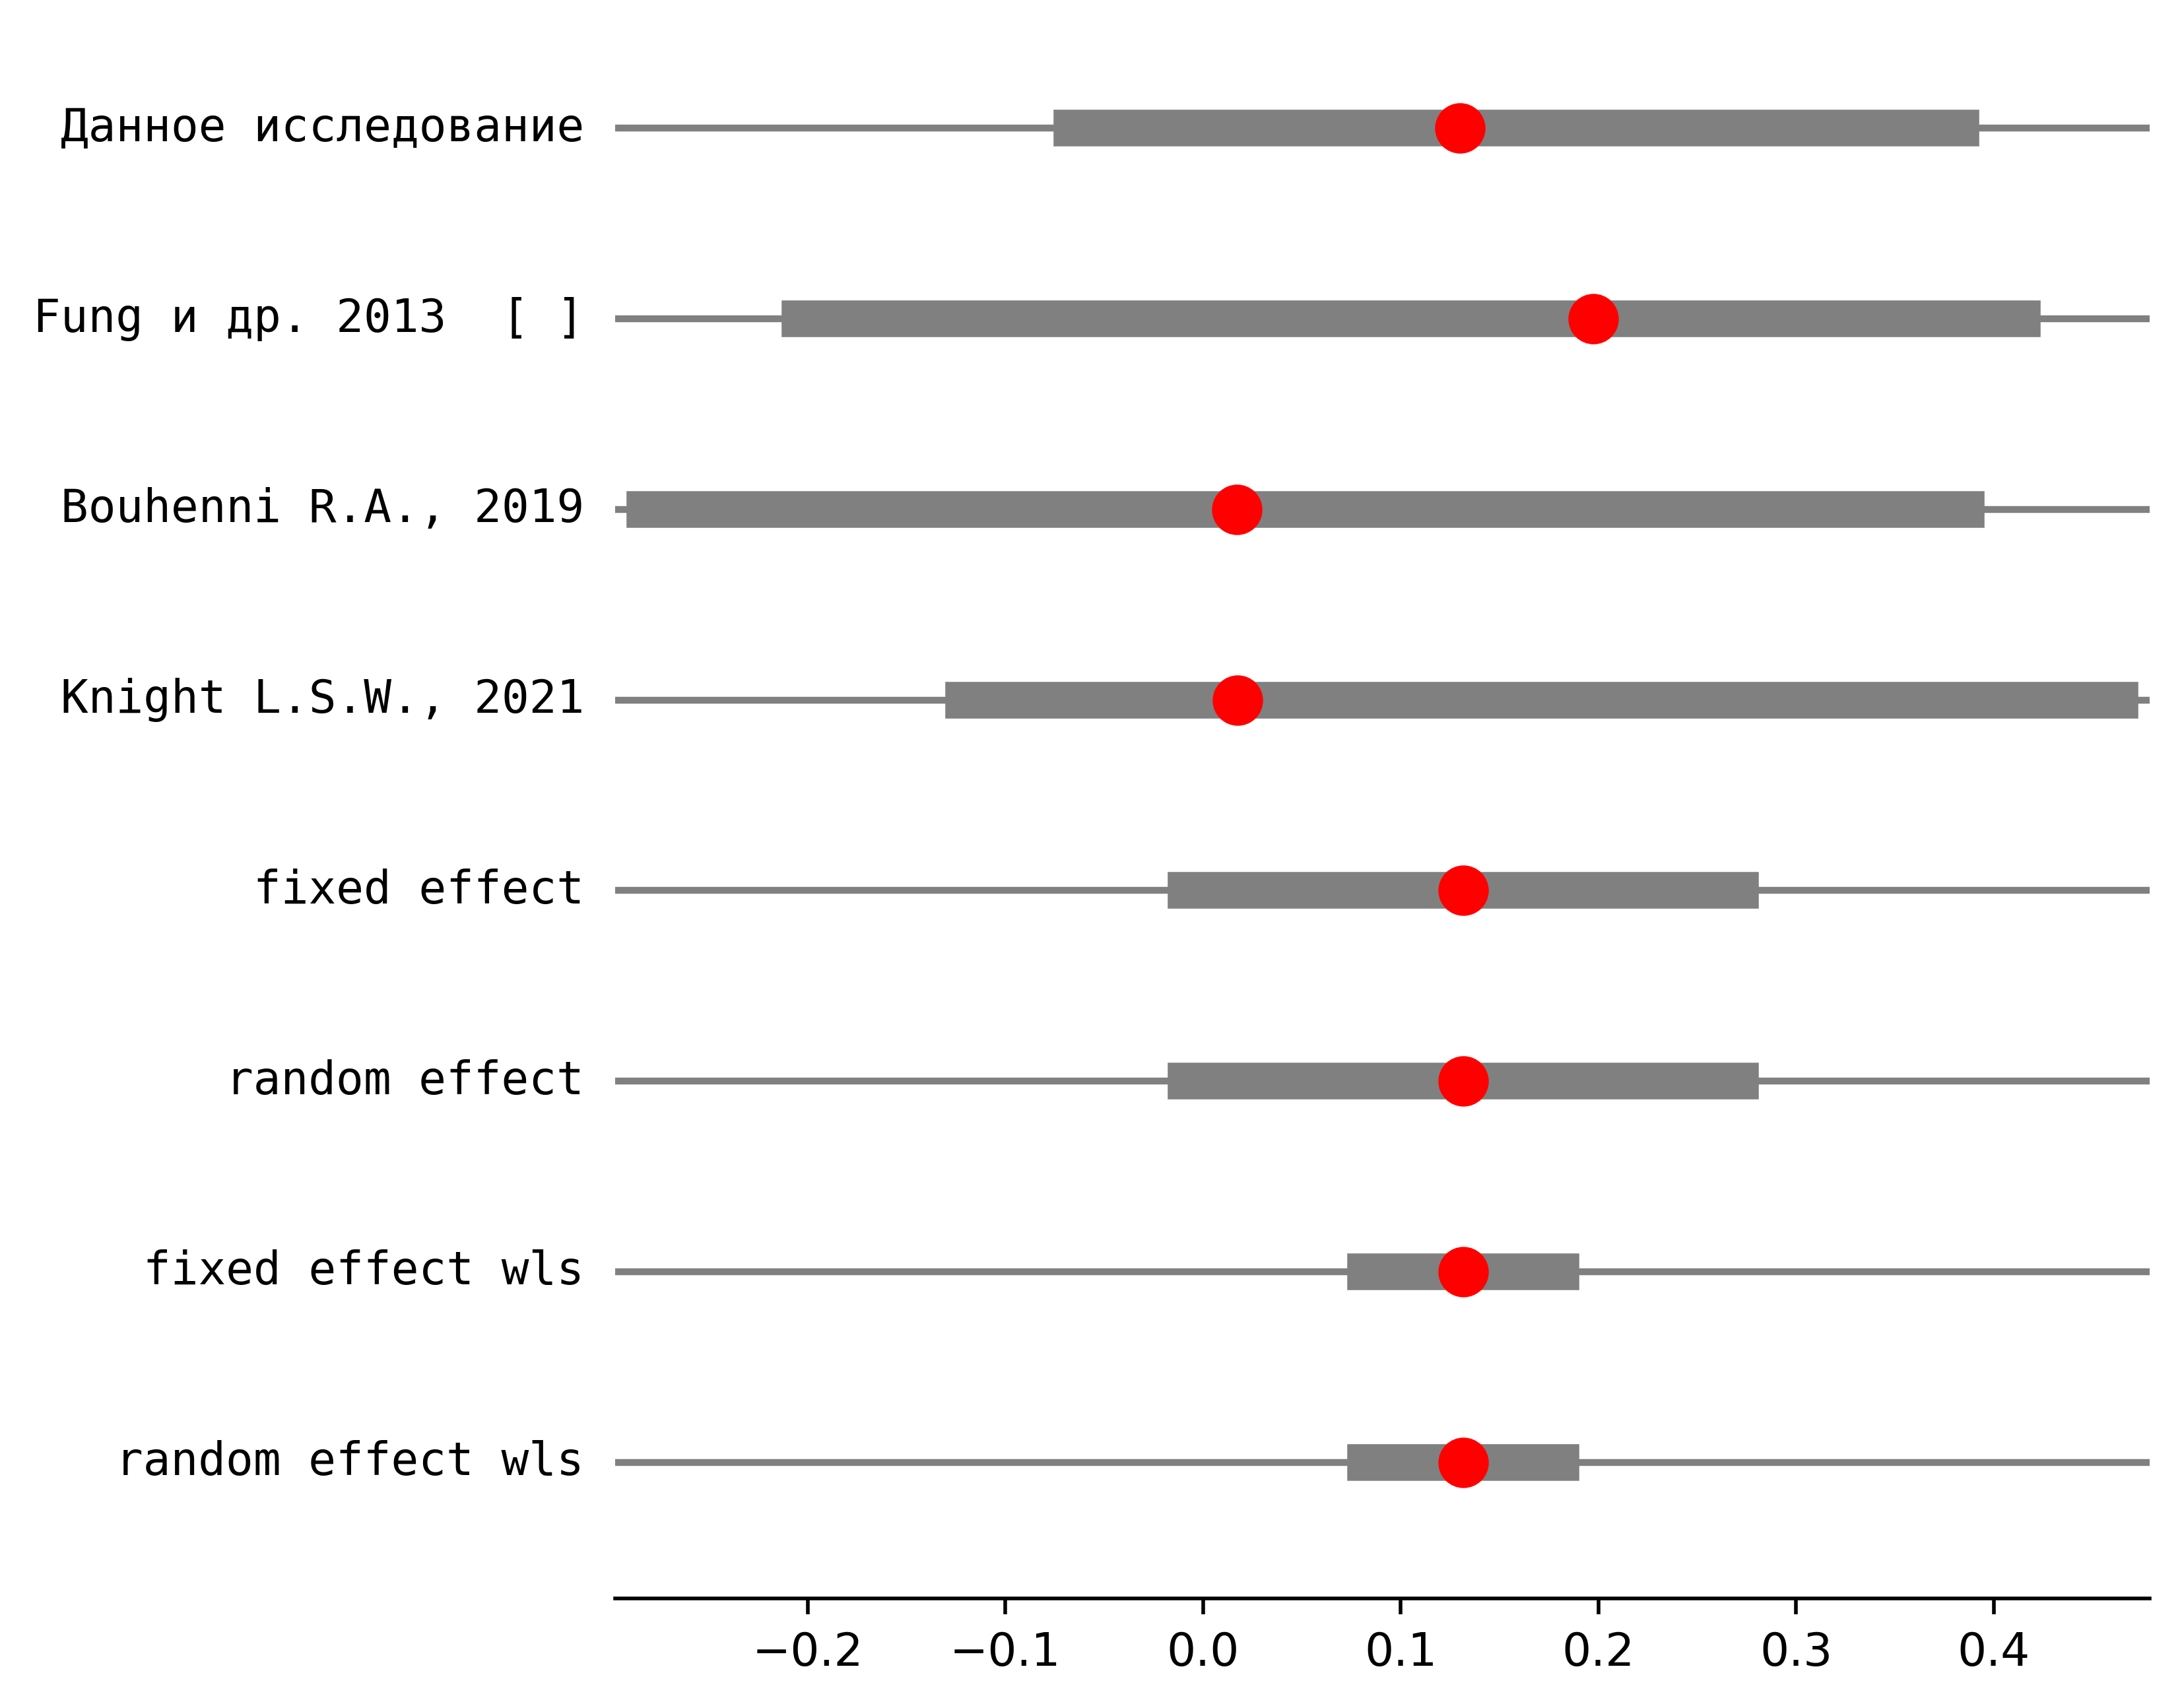 Данное исследование
Fung и др. 2013  [ ]
Bouhenni R.A., 2019
Knight L.S.W., 2021
fixed effect
random effect
fixed effect wls
random effect wls
−0.2 −0.1 0.0 0.1 0.2 0.3 0.4